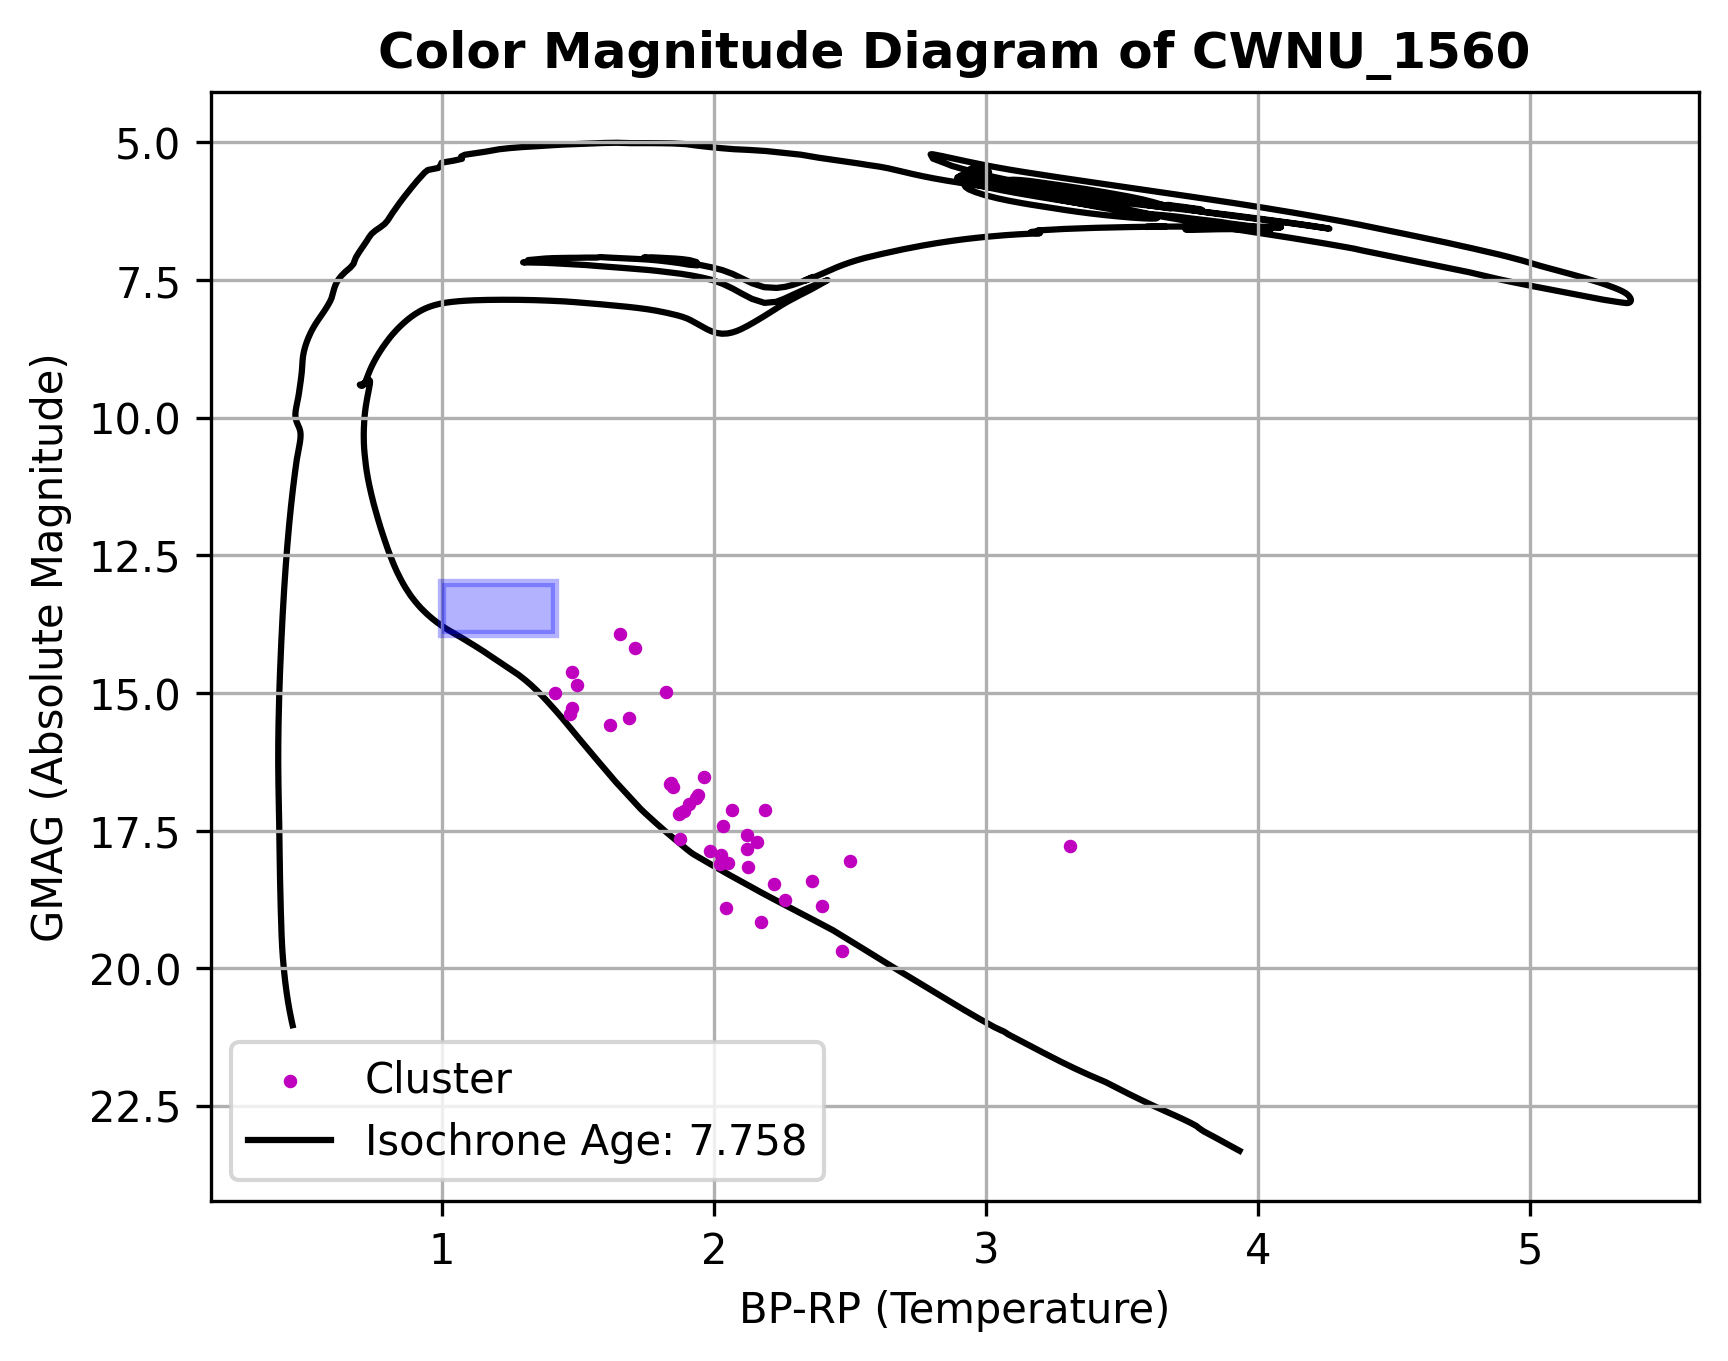 Color Magnitude Diagram of CWNU_1560
GMAG (Absolute Magnitude)
5.0
7.5
10.0
12.5
15.0
17.5
20.0
22.5
Cluster
Isochrone Age: 7.758
1 2 3 4 5
BP-RP (Temperature)